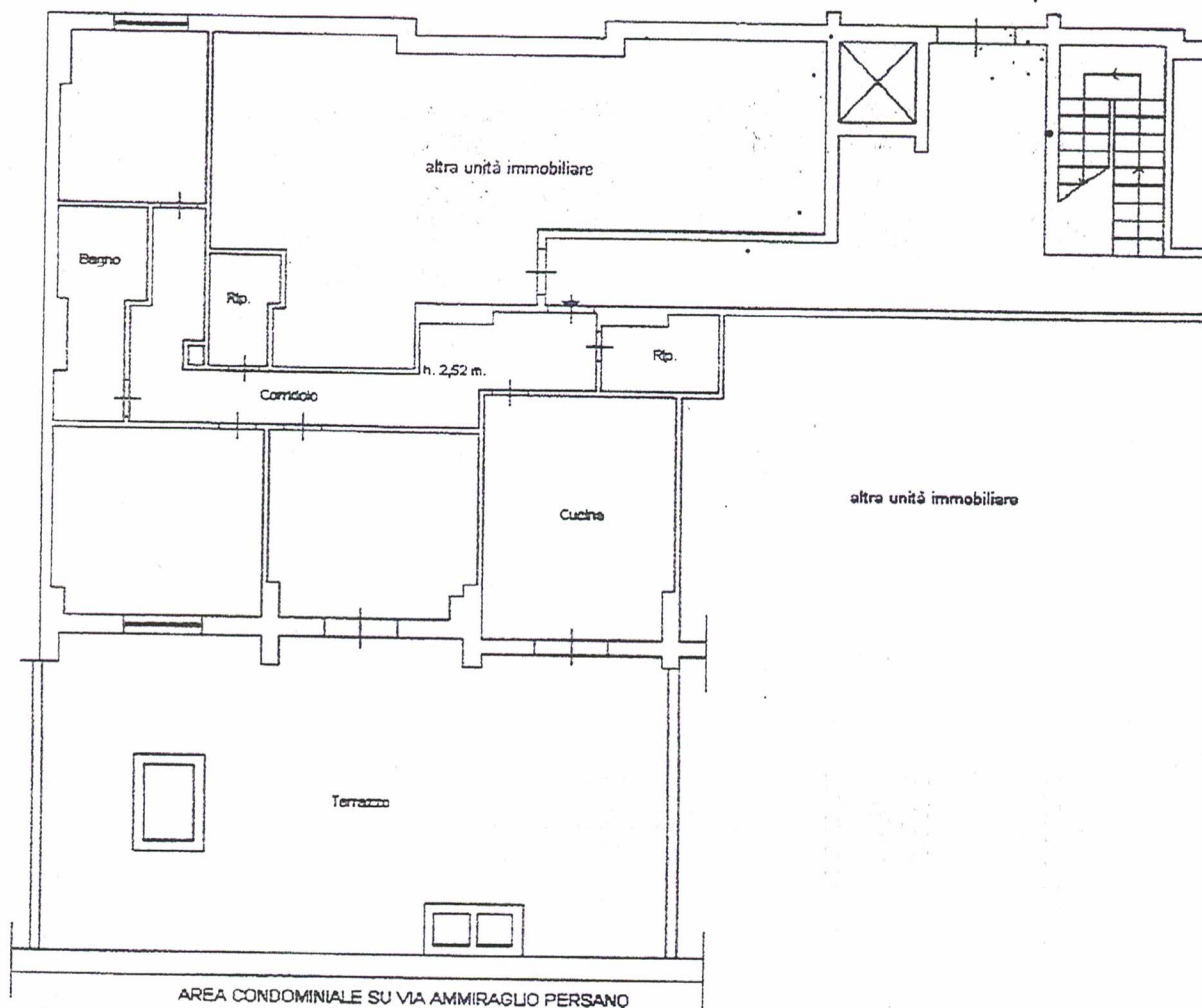 altra unità immobiliare
Bagno
Rip.
h. 2,52 m.
Rip.
Corridoio
altra unità immobiliare
Cucina
Terrazzo
AREA CONDOMINIALE SU VIA AMMIRAGLIO PERSANO